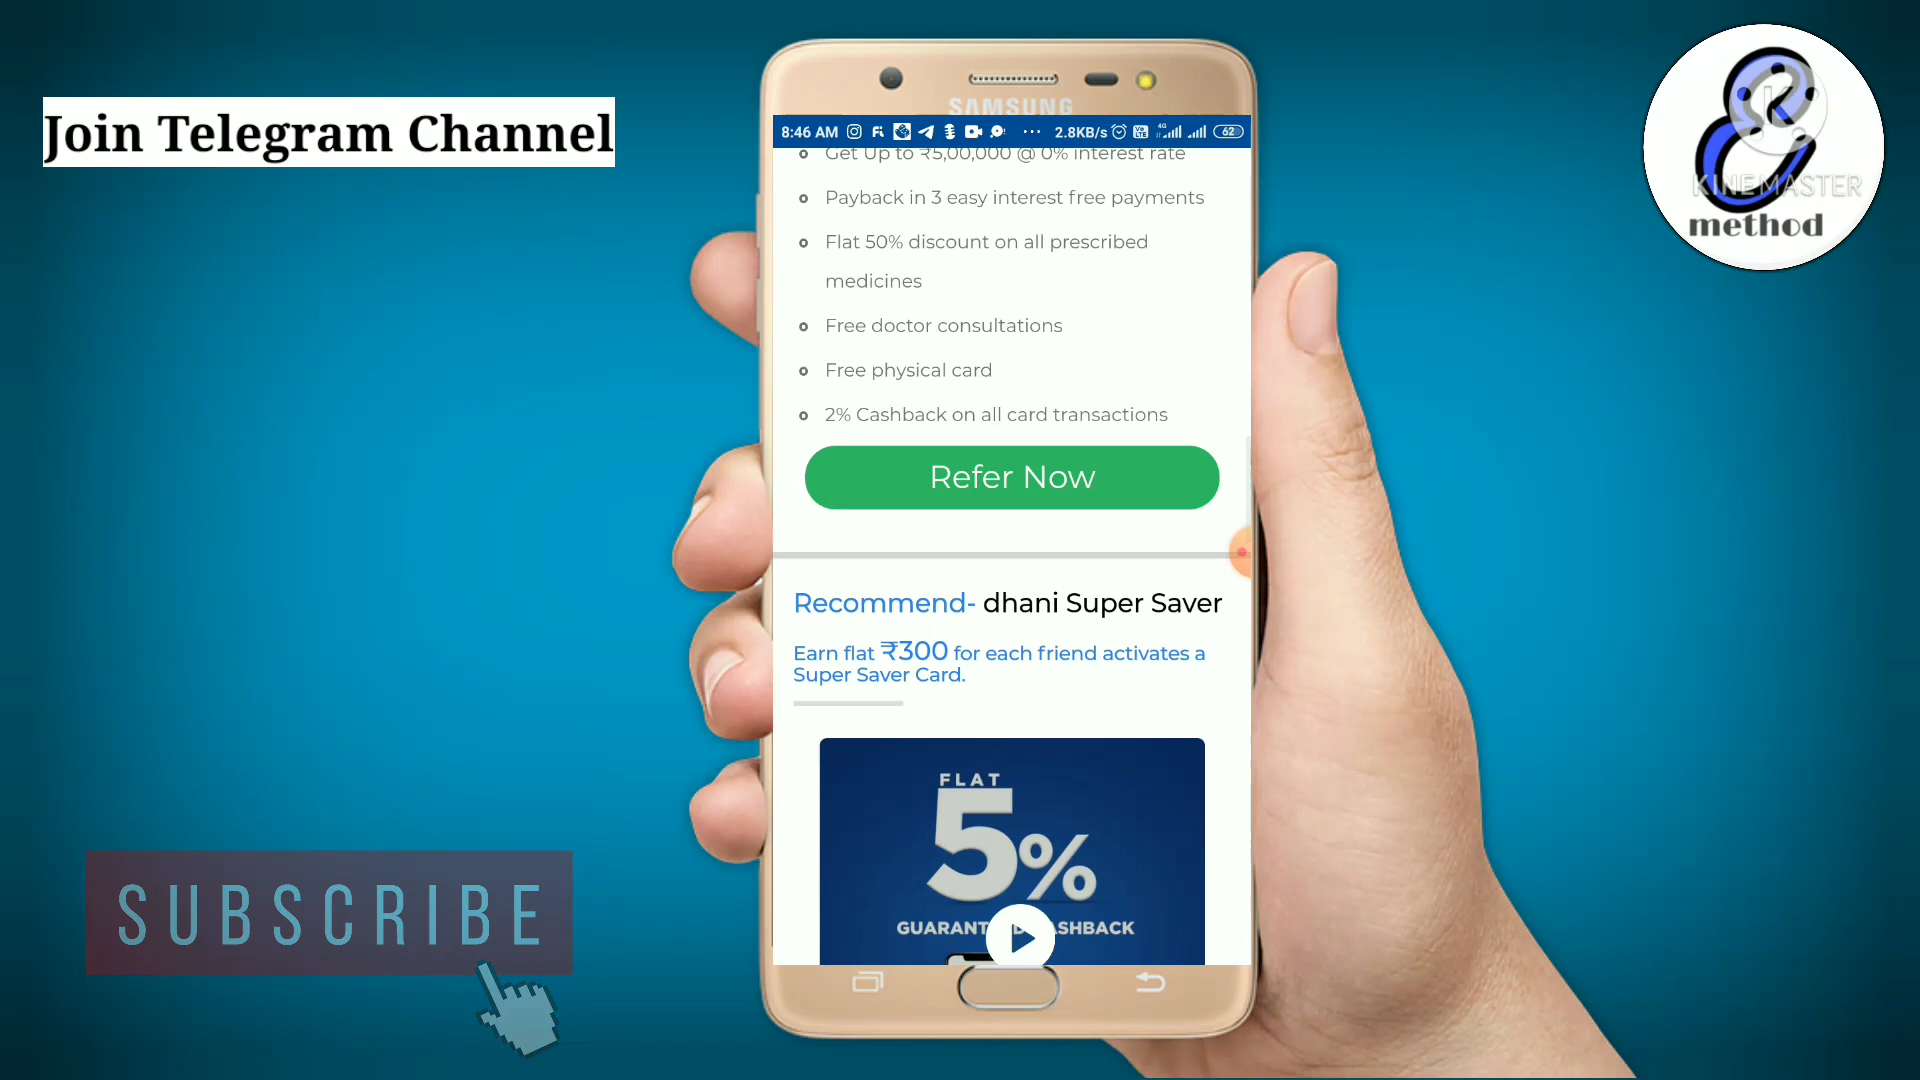 Join Telegram Channel
SAMSUNG
8:46 AM
2.8KB/s
4G
62
Get Up to ₹5,00,000 @ 0% interest rate
Payback in 3 easy interest free payments
Flat 50% discount on all prescribed
medicines
Free doctor consultations
Free physical card
2% Cashback on all card transactions
Refer Now
Recommend- dhani Super Saver
Earn flat ₹300 for each friend activates a
Super Saver Card.
FLAT
5%
SUBSCRIBE
K
KINEMASTER
method